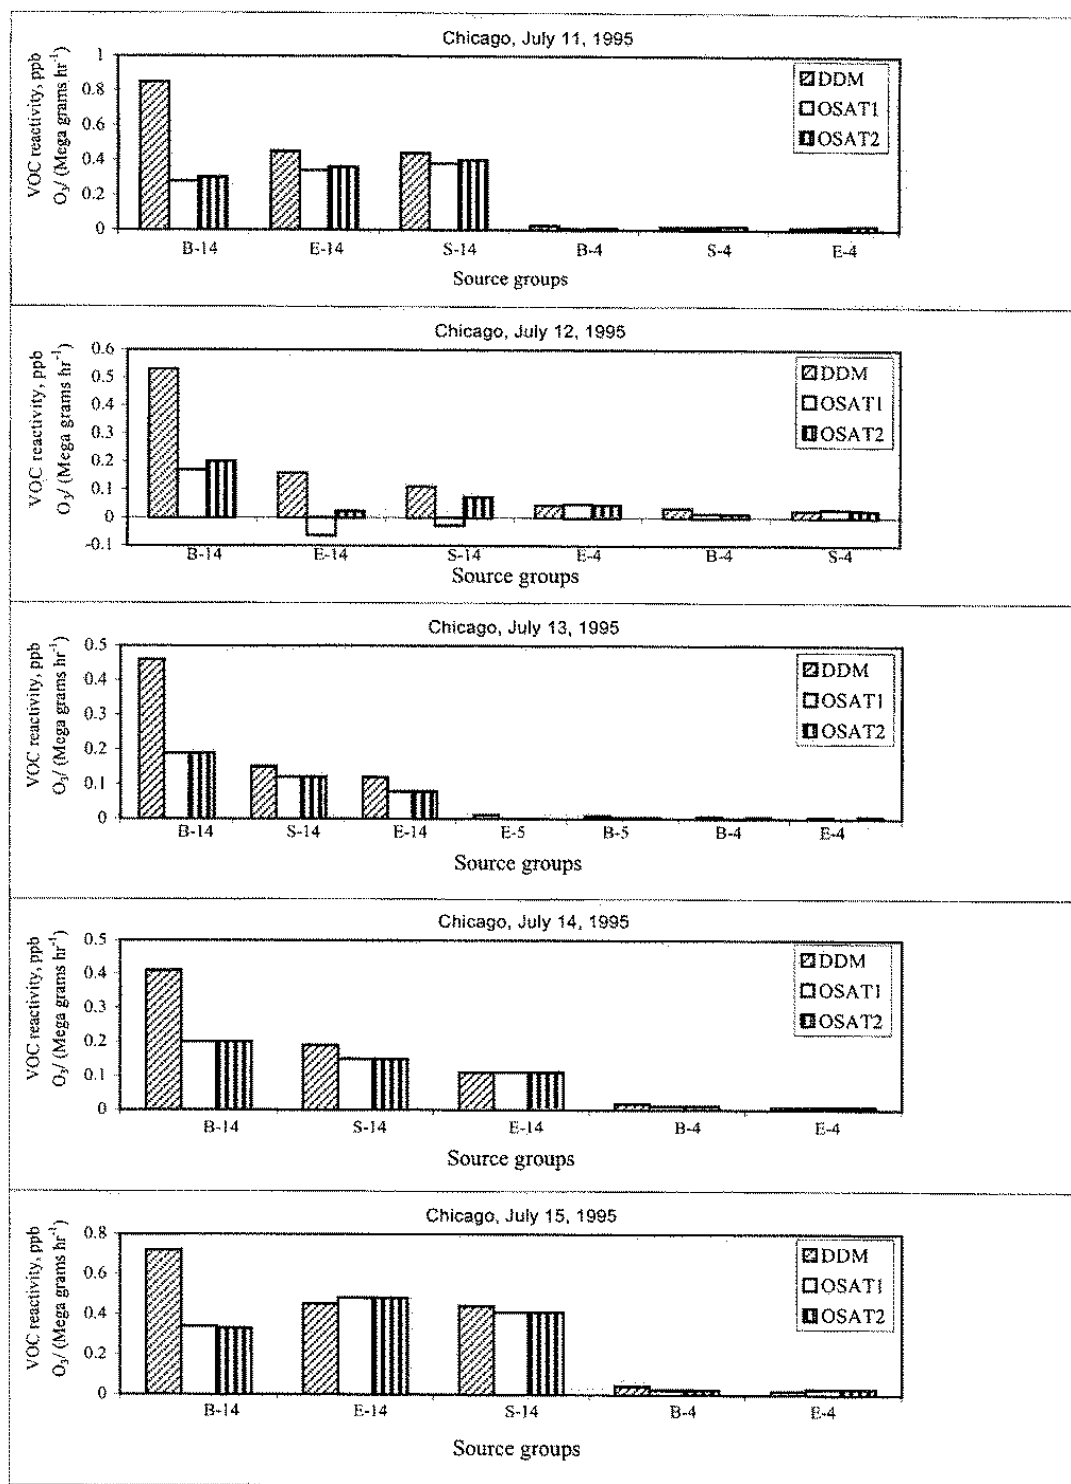 Chicago, July 11, 1995
VOC reactivity, ppb
O3/ (Mega grams hr-1)
1
0.8
0.6
0.4
0.2
0
DDM
OSAT1
OSAT2
B-14 E-14 S-14 B-4 S-4 E-4
Source groups
Chicago, July 12, 1995
VOC reactivity, ppb
O3/ (Mega grams hr-1)
0.6
0.5
0.4
0.3
0.2
0.1
0
-0.1
DDM
OSAT1
OSAT2
B-14 E-14 S-14 E-4 B-4 S-4
Source groups
Chicago, July 13, 1995
VOC reactivity, ppb
O3/ (Mega grams hr-1)
0.5
0.4
0.3
0.2
0.1
0
DDM
OSAT1
OSAT2
B-14 S-14 E-14 E-5 B-5 B-4 E-4
Source groups
Chicago, July 14, 1995
VOC reactivity, ppb
O3/ (Mega grams hr-1)
0.5
0.4
0.3
0.2
0.1
0
DDM
OSAT1
OSAT2
B-14 S-14 E-14 B-4 E-4
Source groups
Chicago, July 15, 1995
VOC reactivity, ppb
O3/ (Mega grams hr-1)
0.8
0.6
0.4
0.2
0
DDM
OSAT1
OSAT2
B-14 E-14 S-14 B-4 E-4
Source groups